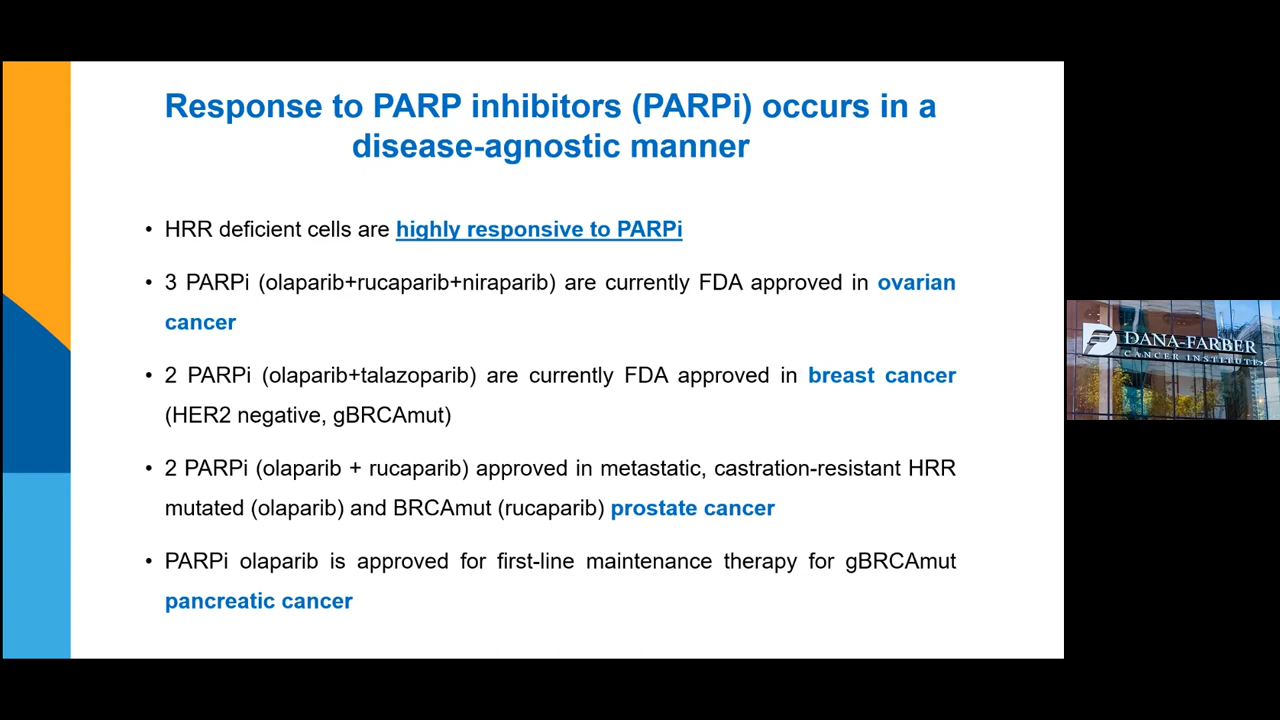 Response to PARP inhibitors (PARPi) occurs in a
disease-agnostic manner
• HRR deficient cells are highly responsive to PARPi
• 3 PARPi (olaparib+rucaparib+niraparib) are currently FDA approved in ovarian
cancer
• 2 PARPi (olaparib+talazoparib) are currently FDA approved in breast cancer
(HER2 negative, gBRCAmut)
• 2 PARPi (olaparib + rucaparib) approved in metastatic, castration-resistant HRR
mutated (olaparib) and BRCAmut (rucaparib) prostate cancer
• PARPi olaparib is approved for first-line maintenance therapy for gBRCAmut
pancreatic cancer
DANA-FARBER
CANCER INSTITUTE